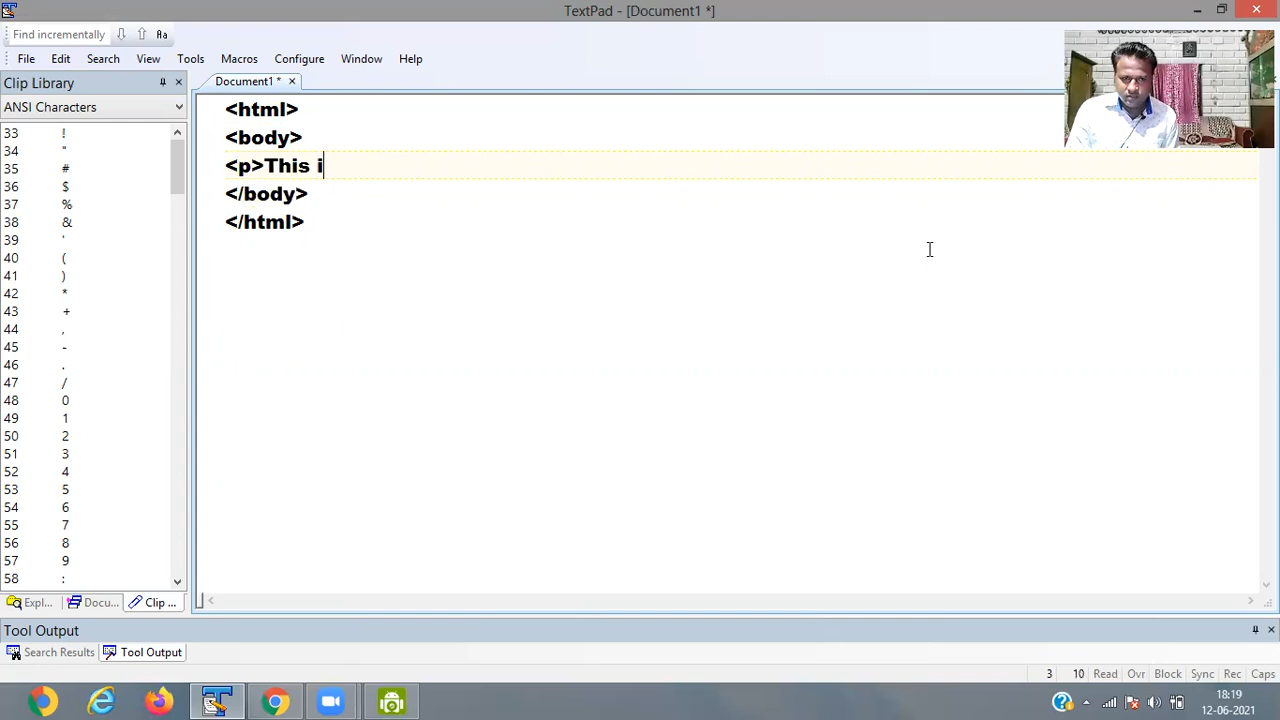 TextPad - [Document1 *]
Find incrementally
Aa
File Edit Search View Tools Macros Configure Window Help
Clip Library
Document1 *
ANSI Characters
33 !
34 "
35 #
36 $
37 %
38 &
39 '
40 (
41 )
42 *
43 +
44 ,
45 -
46 .
47 /
48 0
49 1
50 2
51 3
52 4
53 5
54 6
55 7
56 8
57 9
58 :
<html>
<body>
<p>This i
</body>
</html>
Expl... Docu... Clip ...
Tool Output
Search Results Tool Output
3 10 Read Ovr Block Sync Rec Caps
18:19
12-06-2021